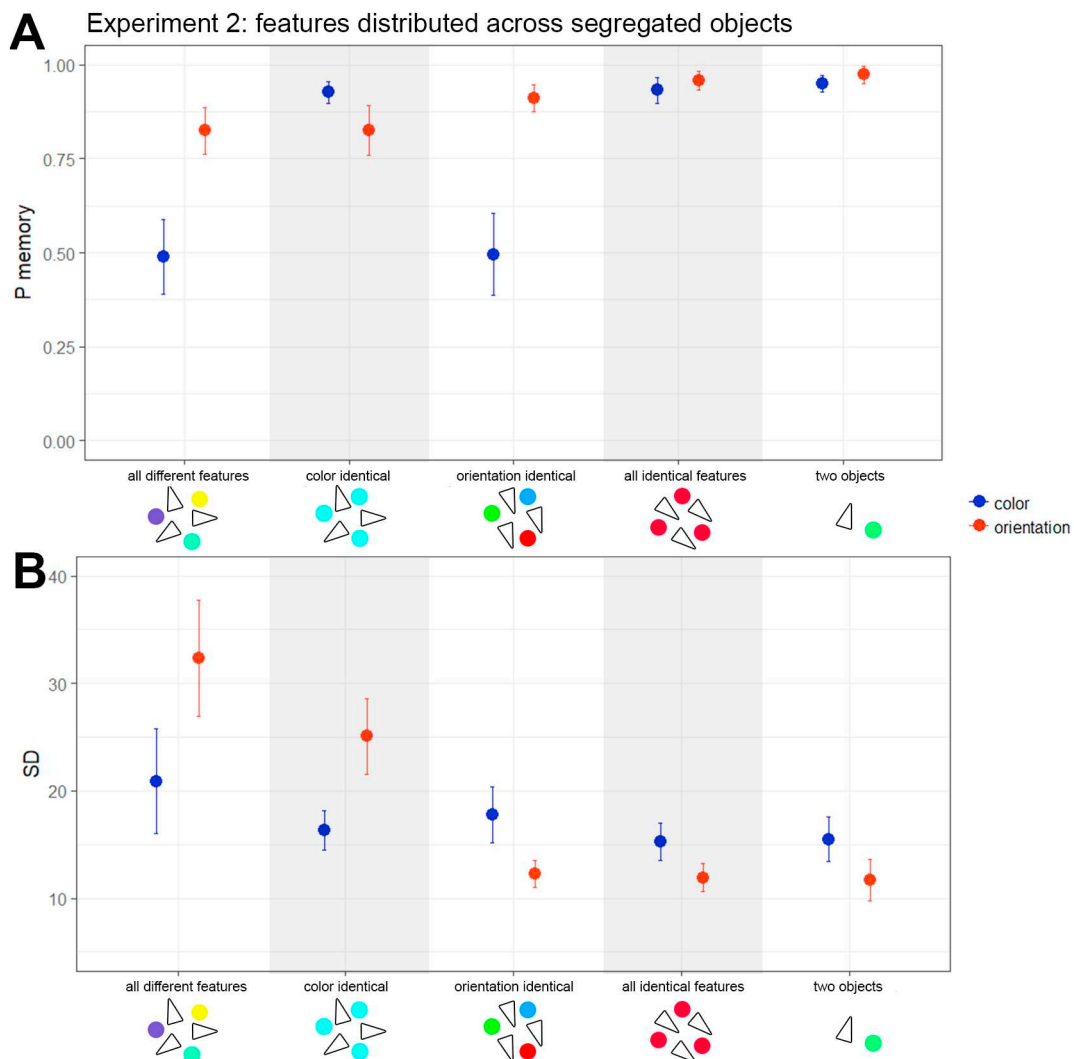 A
Experiment 2: features distributed across segregated objects
1.00
0.75
0.50
0.25
0.00
P memory
all different features
color identical
orientation identical
all identical features
two objects
color
orientation
B
40
30
20
10
SD
all different features
color identical
orientation identical
all identical features
two objects